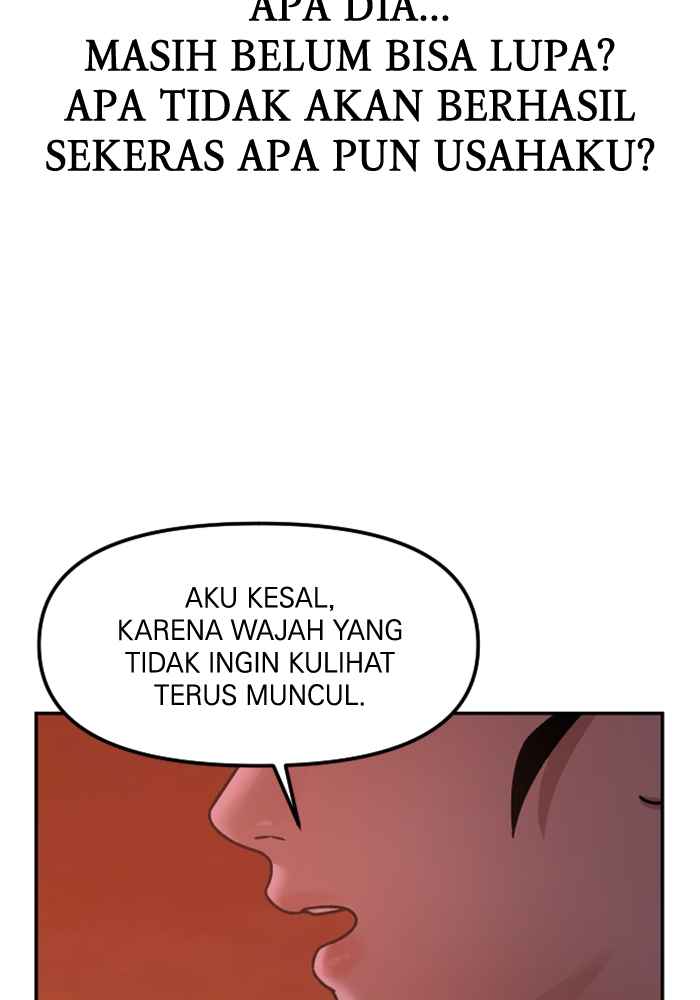 APA DIA...
MASIH BELUM BISA LUPA?
APA TIDAK AKAN BERHASIL
SEKERAS APA PUN USAHAKU?
AKU KESAL,
KARENA WAJAH YANG
TIDAK INGIN KULIHAT
TERUS MUNCUL.